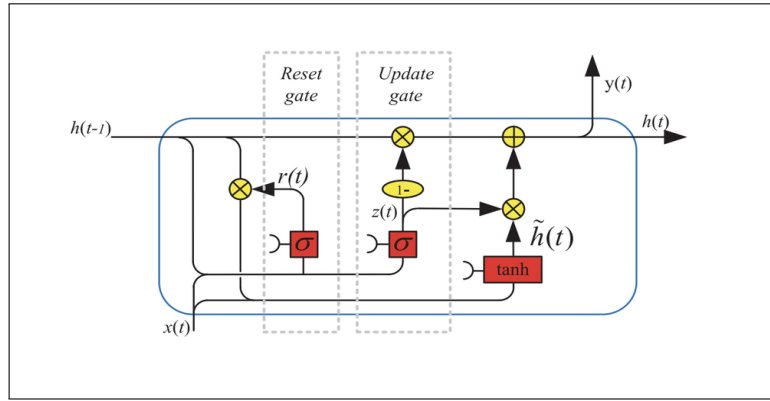 Reset
gate
Update
gate
y(t)
h(t-1)
h(t)
r(t)
1-
z(t)
σ
σ
h̃(t)
tanh
x(t)